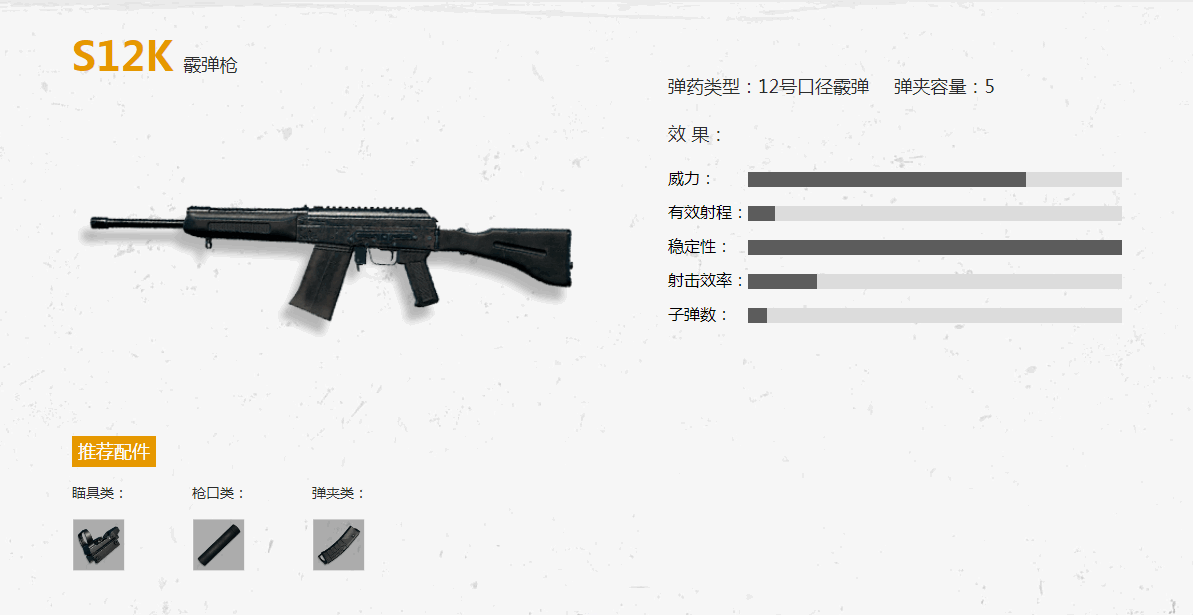 S12K 霰弹枪
弹药类型：12号口径霰弹 弹夹容量：5
效 果：
威力：
有效射程：
稳定性：
射击效率：
子弹数：
推荐配件
瞄具类： 枪口类： 弹夹类：